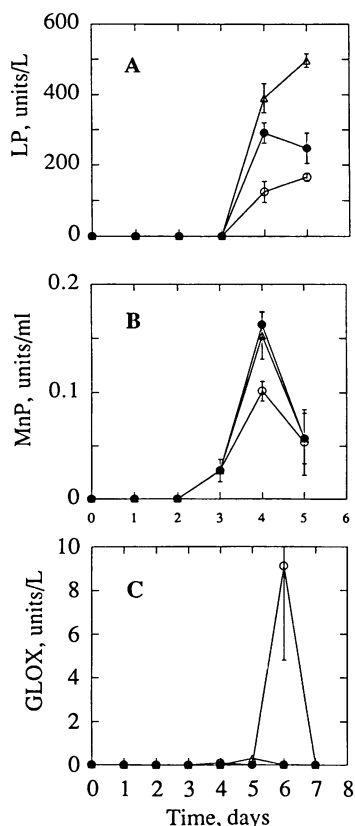 600
A
400
LP, units/L
200
0
0.2
B
MnP, units/ml
0.1
0
0 1 2 3 4 5 6
10
C
8
GLOX, units/L
6
4
2
0
0 1 2 3 4 5 6 7 8
Time, days